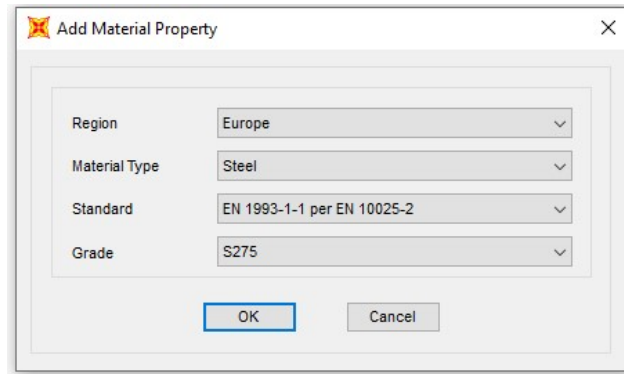 Add Material Property
Region Europe
Material Type Steel
Standard EN 1993-1-1 per EN 10025-2
Grade S275
OK Cancel